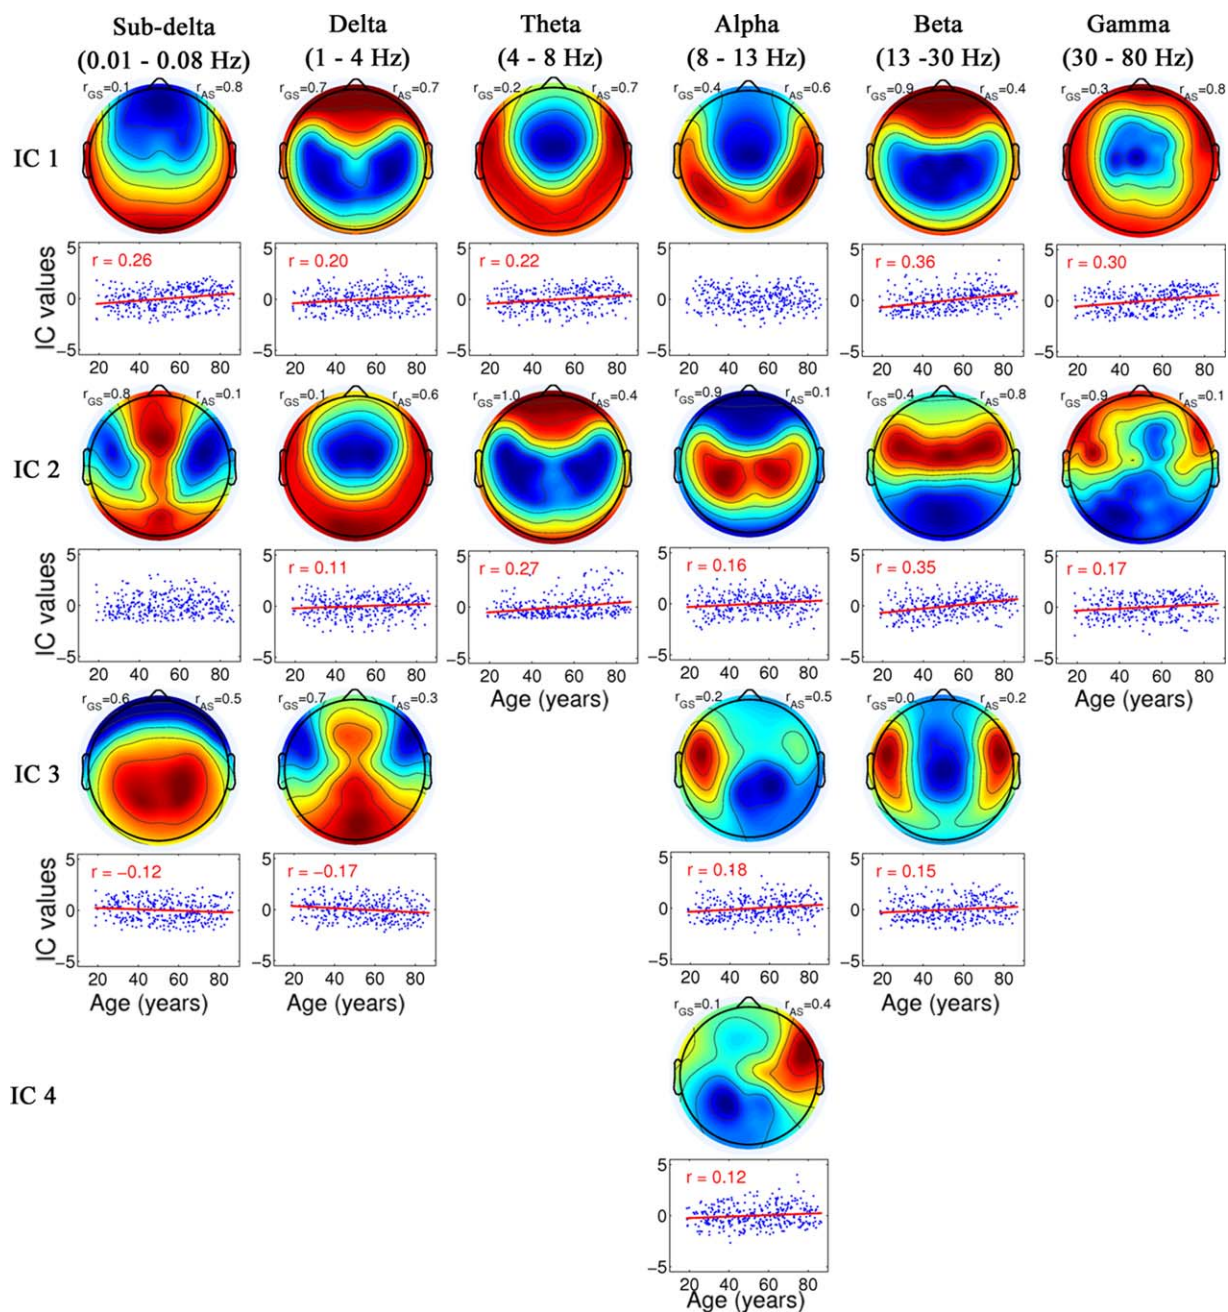 Sub-delta Delta Theta Alpha Beta Gamma
(0.01 - 0.08 Hz) (1 - 4 Hz) (4 - 8 Hz) (8 - 13 Hz) (13 -30 Hz) (30 - 80 Hz)
rGS=0.1 rAS=0.8 rGS=0.7 rAS=0.7 rGS=0.2 rAS=0.7 rGS=0.4 rAS=0.6 rGS=0.9 rAS=0.4 rGS=0.3 rAS=0.8
IC 1
5 5 5 5 5 5
r = 0.26 r = 0.20 r = 0.22 r = 0.36 r = 0.30
IC values 0 0 0 0 0 0
−5 −5 −5 −5 −5 −5
20 40 60 80 20 40 60 80 20 40 60 80 20 40 60 80 20 40 60 80 20 40 60 80
rGS=0.8 rAS=0.1 rGS=0.1 rAS=0.6 rGS=1.0 rAS=0.4 rGS=0.9 rAS=0.1 rGS=0.4 rAS=0.8 rGS=0.9 rAS=0.1
IC 2
5 5 5 5 5 5
r = 0.11 r = 0.27 r = 0.16 r = 0.35 r = 0.17
IC values 0 0 0 0 0 0
−5 −5 −5 −5 −5 −5
20 40 60 80 20 40 60 80 20 40 60 80 20 40 60 80 20 40 60 80 20 40 60 80
Age (years) Age (years)
rGS=0.6 rAS=0.5 rGS=0.7 rAS=0.3 rGS=0.2 rAS=0.5 rGS=0.0 rAS=0.2
IC 3
5 5 5 5
r = −0.12 r = −0.17 r = 0.18 r = 0.15
IC values 0 0 0 0
−5 −5 −5 −5
20 40 60 80 20 40 60 80 20 40 60 80 20 40 60 80
Age (years) Age (years) Age (years)
rGS=0.1 rAS=0.4
IC 4
5
r = 0.12
0
−5
20 40 60 80
Age (years)